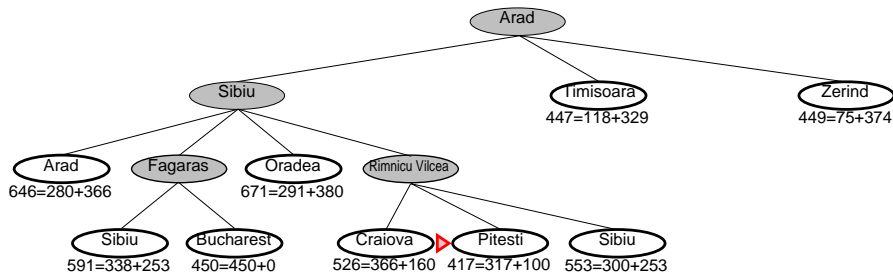 Arad
Sibiu
Timisoara
447=118+329
Zerind
449=75+374
Arad
646=280+366
Fagaras
Oradea
671=291+380
Rimnicu Vilcea
Sibiu
591=338+253
Bucharest
450=450+0
Craiova
526=366+160
Pitesti
417=317+100
Sibiu
553=300+253